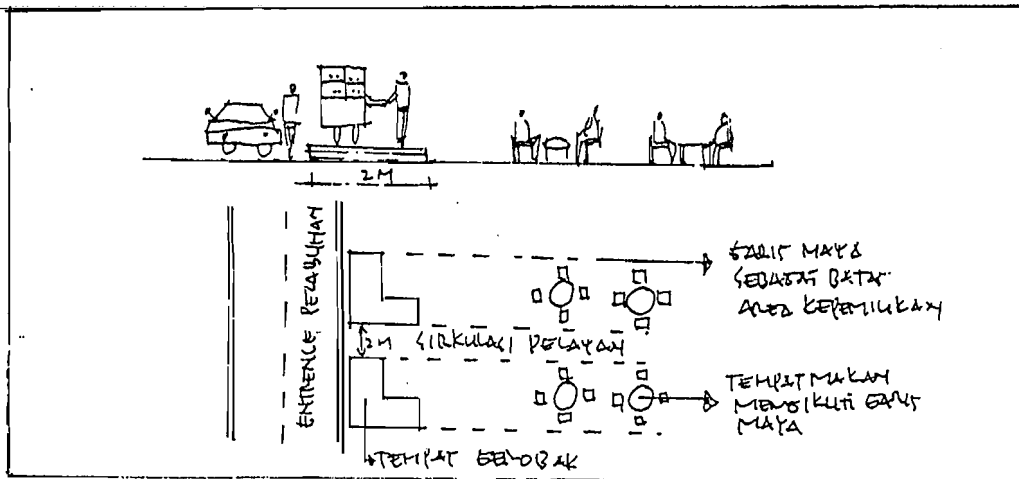 2M
ENTRENCE PELABUHAN
GARIS MAYA
SEBAGAI BATAS
AREA KEPEMILIKAN
2M SIRKULASI PELAYAN
TEMPAT MAKAN
MENGIKUTI GARIS
MAYA
TEMPAT GEROBAK